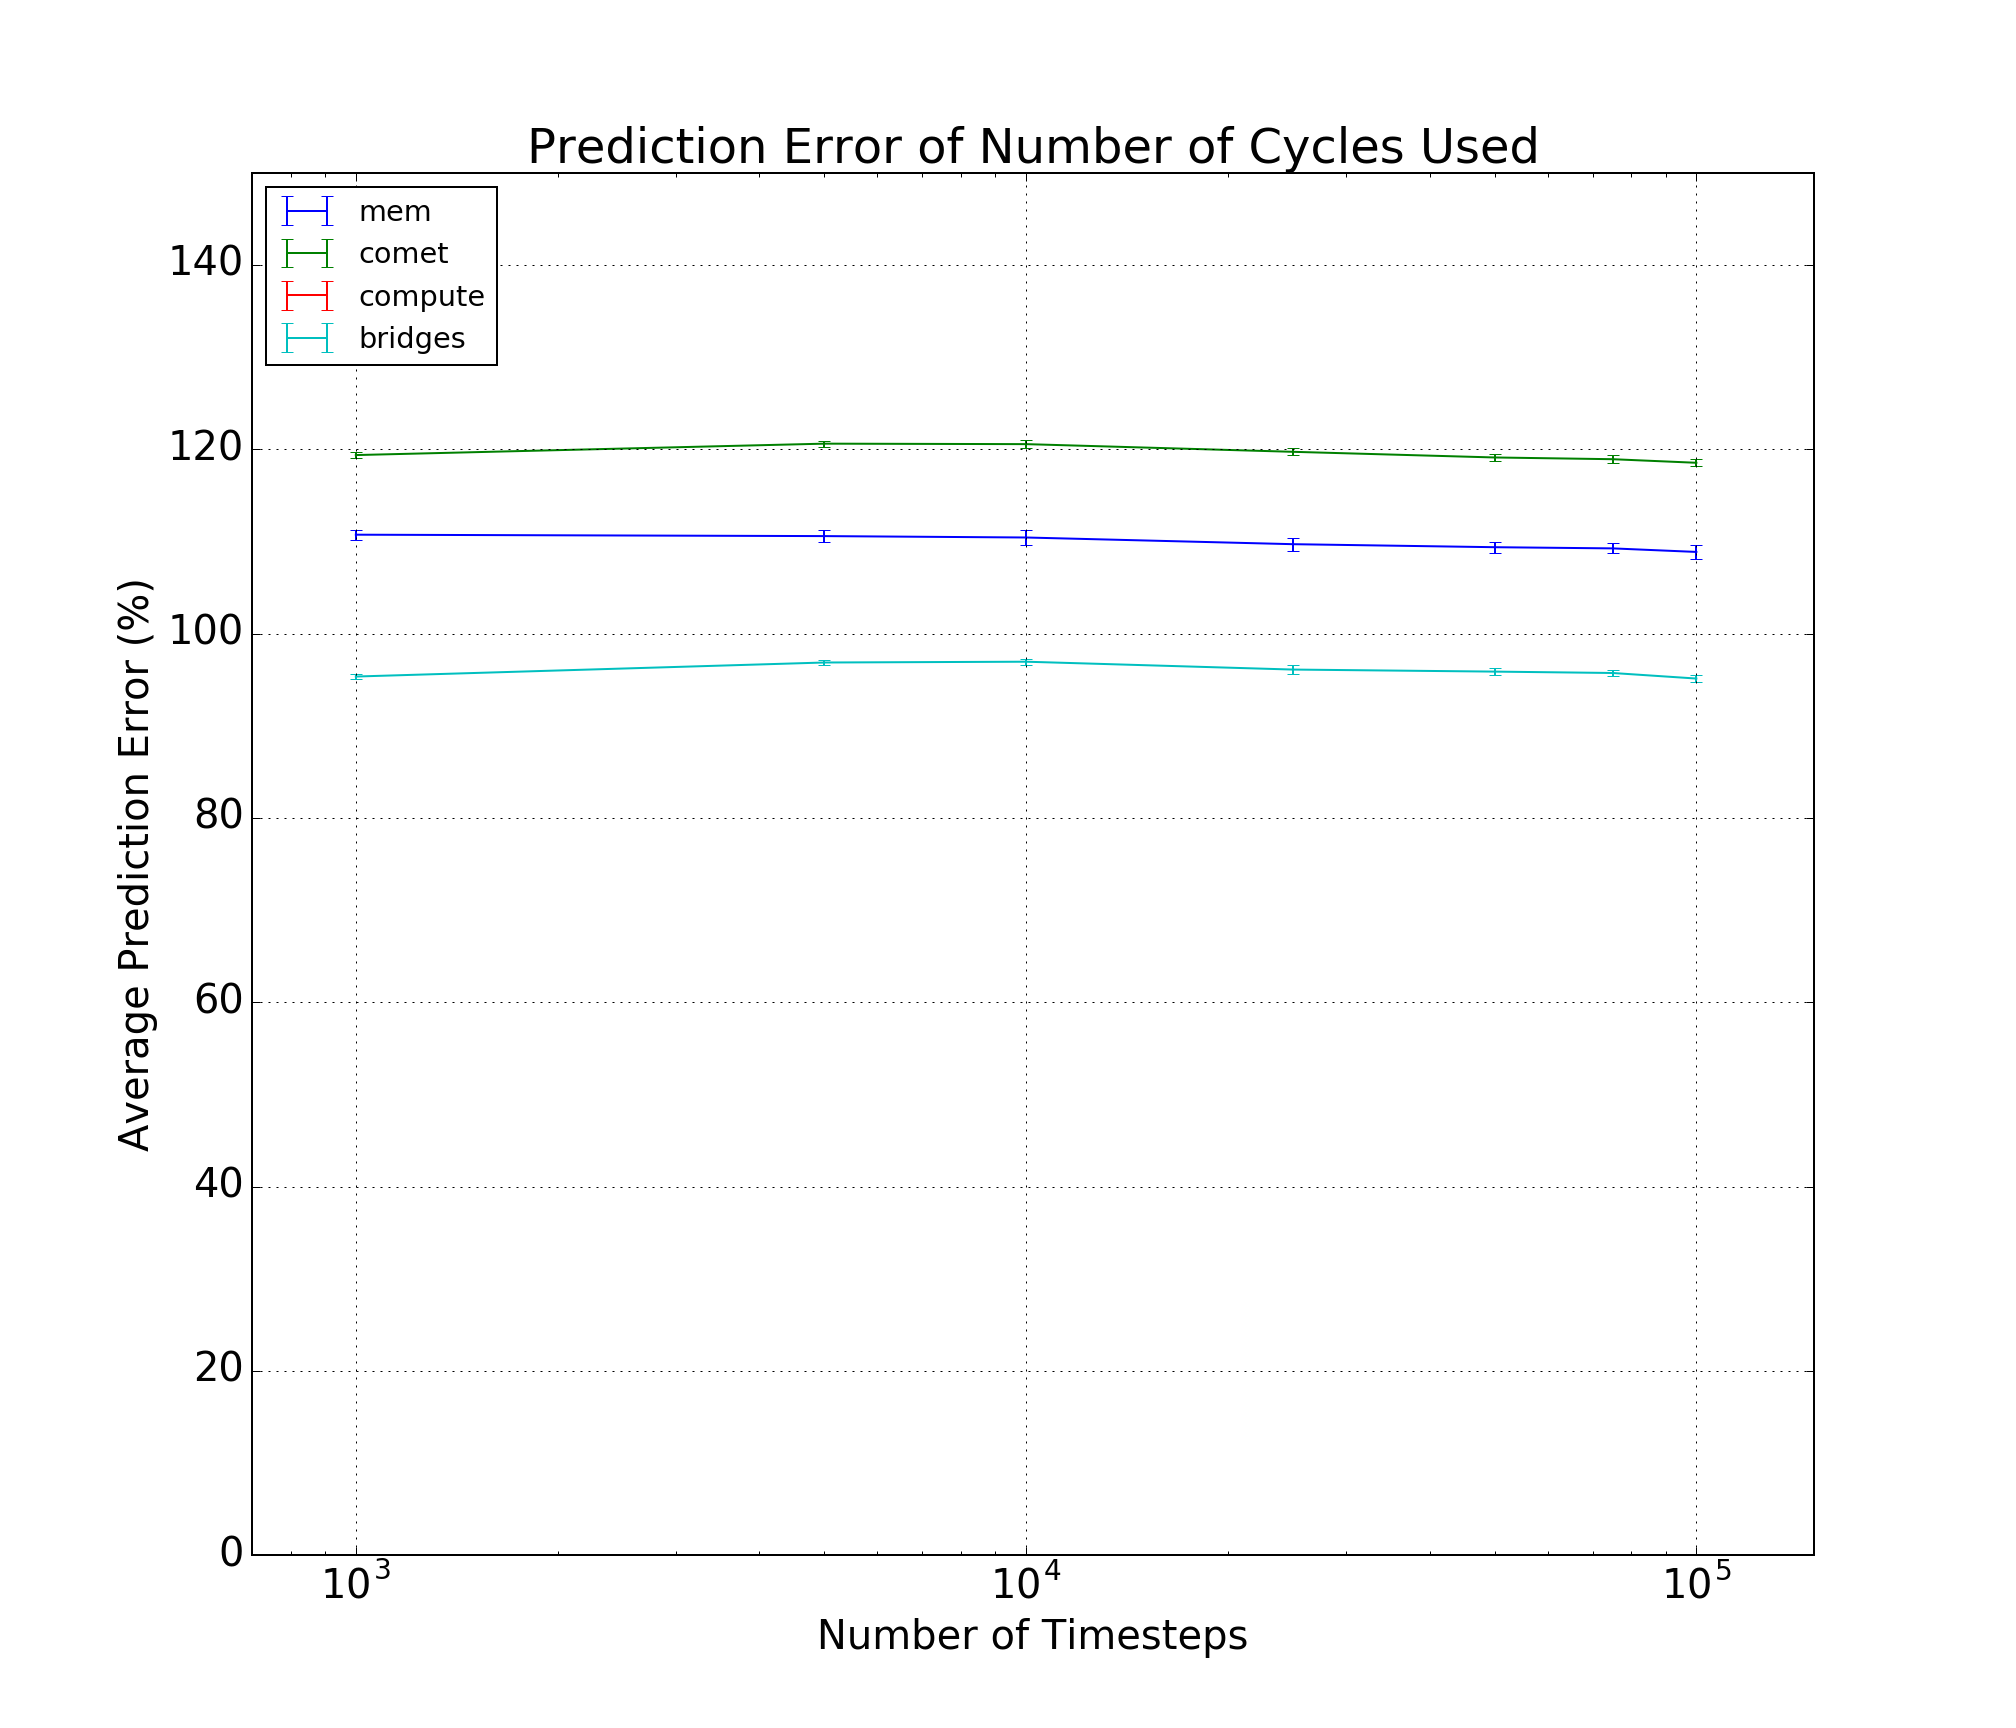 Prediction Error of Number of Cycles Used
mem
comet
compute
bridges
140
120
100
80
60
40
20
0
Average Prediction Error (%)
10³
10⁴
10⁵
Number of Timesteps